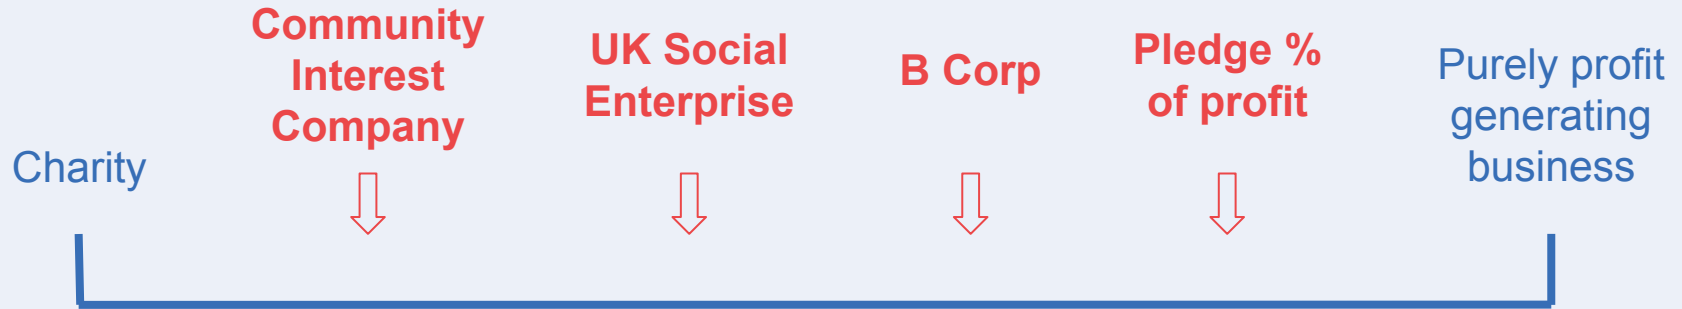 Charity
Community
Interest
Company
UK Social
Enterprise
B Corp
Pledge %
of profit
Purely profit
generating
business